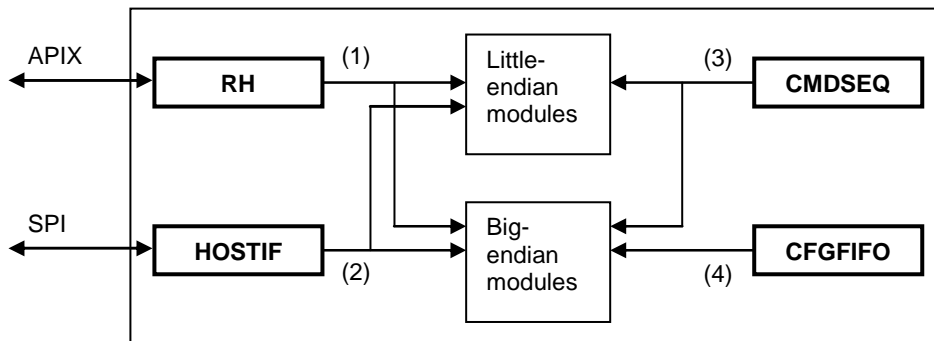 APIX
RH
(1)
Little-
endian
modules
(3)
CMDSEQ
SPI
HOSTIF
(2)
Big-
endian
modules
(4)
CFGFIFO